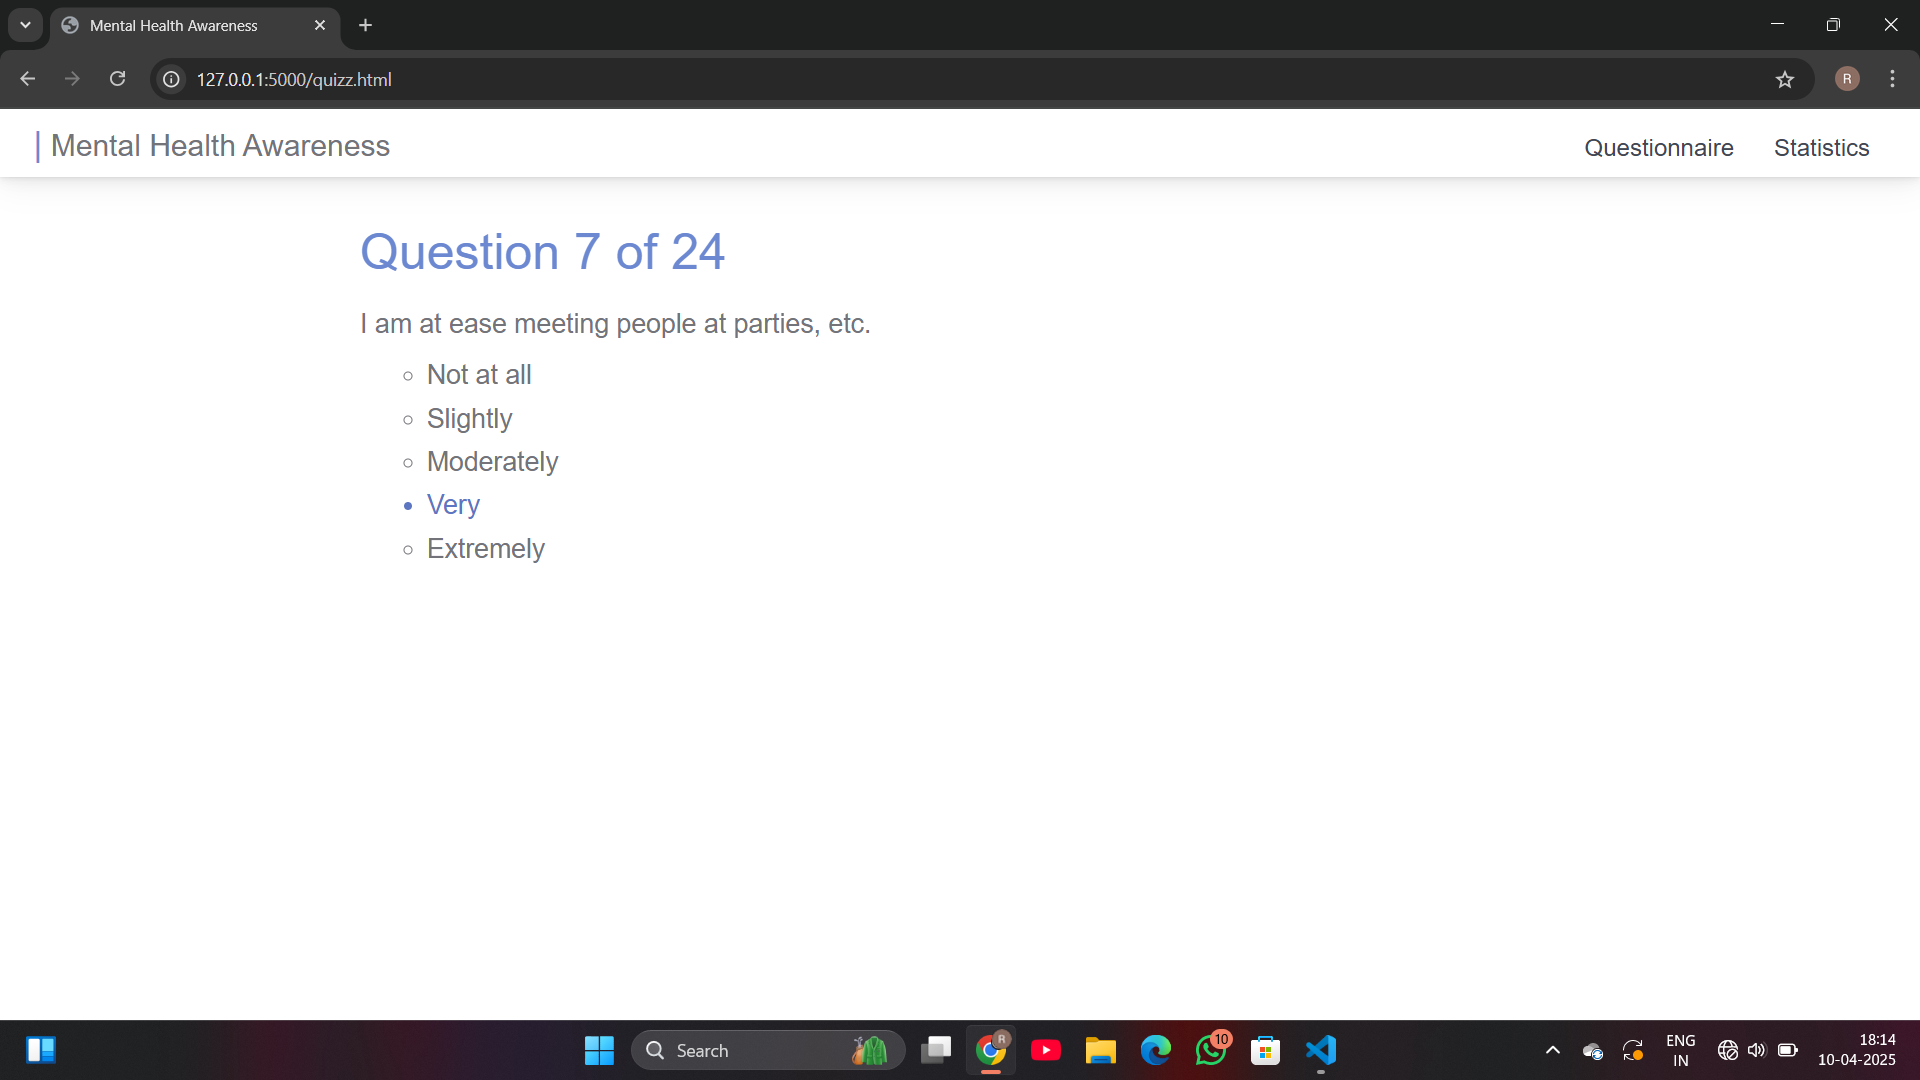 Mental Health Awareness
127.0.0.1:5000/quizz.html
R
| Mental Health Awareness
Questionnaire
Statistics
Question 7 of 24
I am at ease meeting people at parties, etc.
Not at all
Slightly
Moderately
Very
Extremely
Search
R
10
ENG
IN
18:14
10-04-2025